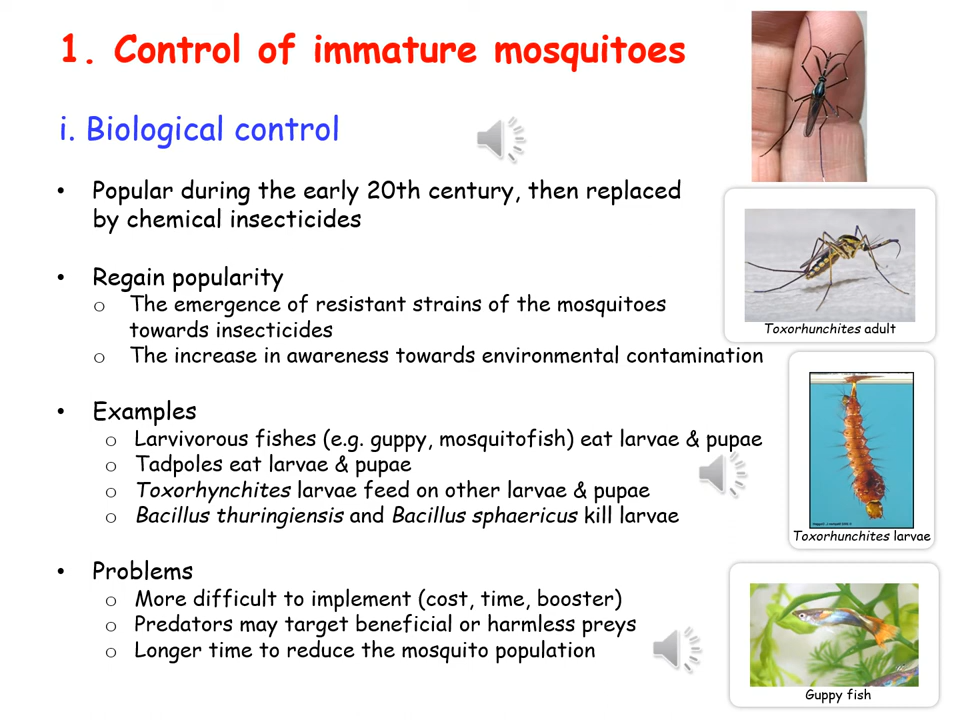 1. Control of immature mosquitoes
i. Biological control
• Popular during the early 20th century, then replaced
by chemical insecticides
• Regain popularity
o The emergence of resistant strains of the mosquitoes
towards insecticides
o The increase in awareness towards environmental contamination
• Examples
o Larvivorous fishes (e.g. guppy, mosquitofish) eat larvae & pupae
o Tadpoles eat larvae & pupae
o Toxorhynchites larvae feed on other larvae & pupae
o Bacillus thuringiensis and Bacillus sphaericus kill larvae
• Problems
o More difficult to implement (cost, time, booster)
o Predators may target beneficial or harmless preys
o Longer time to reduce the mosquito population
Toxorhunchites adult
Toxorhunchites larvae
Guppy fish